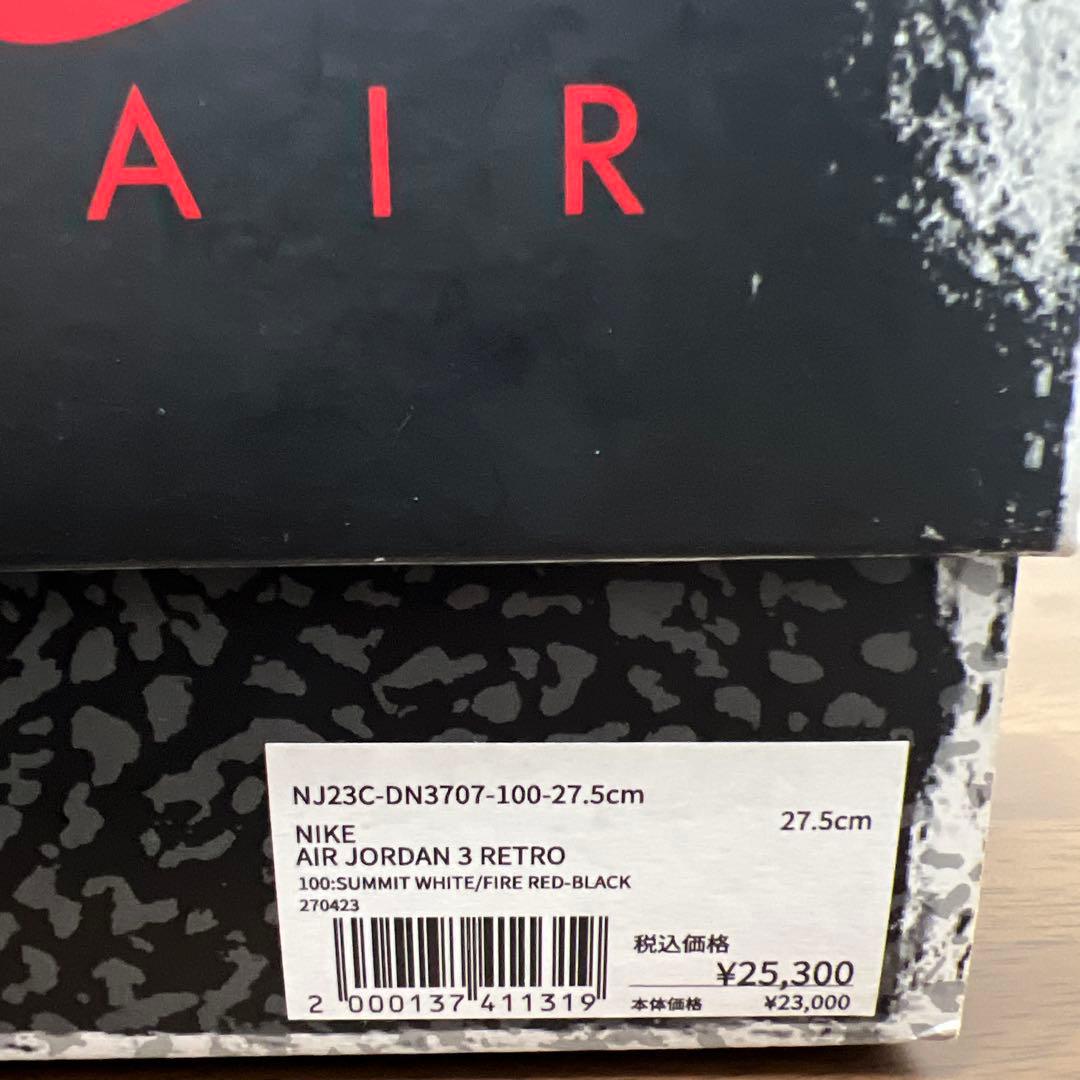 AIR
NJ23C-DN3707-100-27.5cm
27.5cm
NIKE
AIR JORDAN 3 RETRO
100:SUMMIT WHITE/FIRE RED-BLACK
270423
税込価格
¥25,300
本体価格 ¥23,000
2 000137 411319